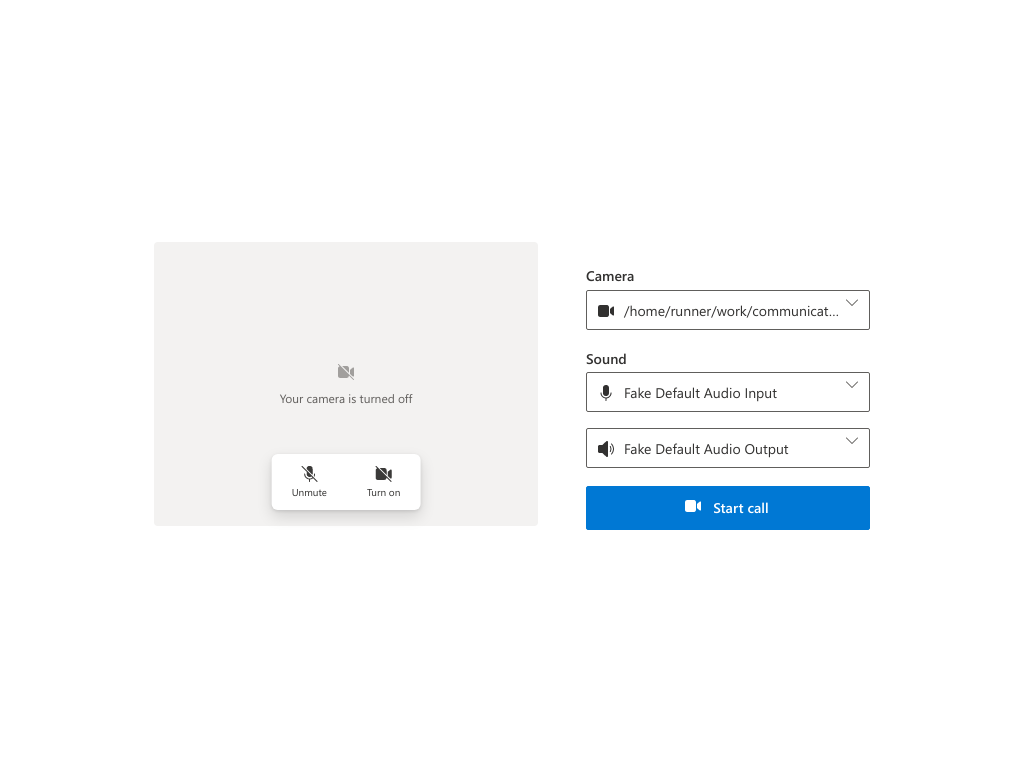 Your camera is turned off
Unmute
Turn on
Camera
/home/runner/work/communicat...
Sound
Fake Default Audio Input
Fake Default Audio Output
Start call